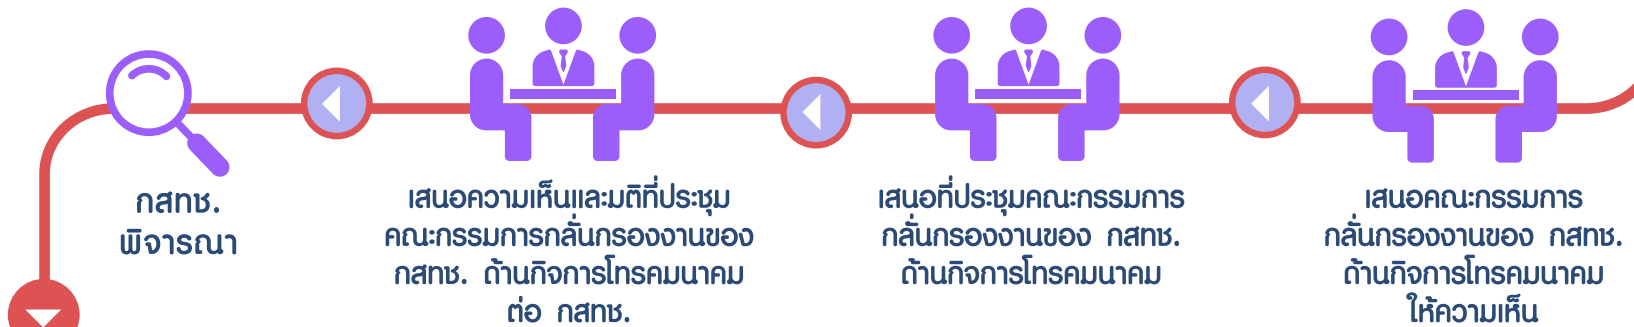 กสทช.
พิจารณา
เสนอความเห็นและมติที่ประชุม
คณะกรรมการกลั่นกรองงานของ
กสทช. ด้านกิจการโทรคมนาคม
ต่อ กสทช.
เสนอที่ประชุมคณะกรรมการ
กลั่นกรองงานของ กสทช.
ด้านกิจการโทรคมนาคม
เสนอคณะกรรมการ
กลั่นกรองงานของ กสทช.
ด้านกิจการโทรคมนาคม
ให้ความเห็น